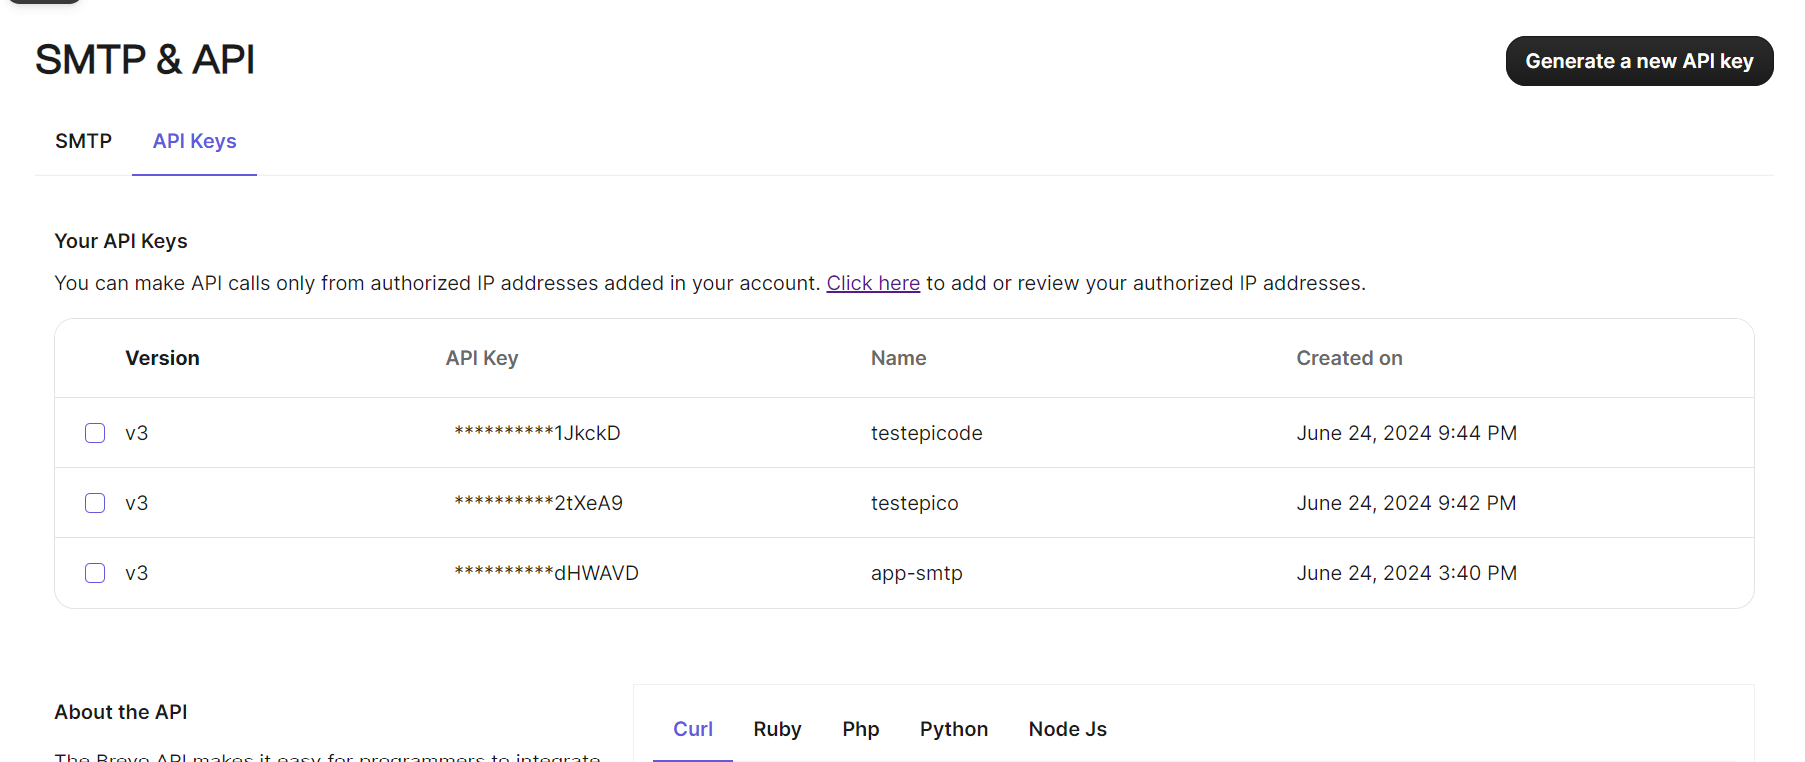 SMTP & API
Generate a new API key
SMTP API Keys
Your API Keys
You can make API calls only from authorized IP addresses added in your account. Click here to add or review your authorized IP addresses.
Version API Key Name Created on
v3 **********1JkckD testepicode June 24, 2024 9:44 PM
v3 **********2tXeA9 testepico June 24, 2024 9:42 PM
v3 **********dHWAVD app-smtp June 24, 2024 3:40 PM
About the API
Curl Ruby Php Python Node Js
The Brevo API makes it easy for programmers to integrate